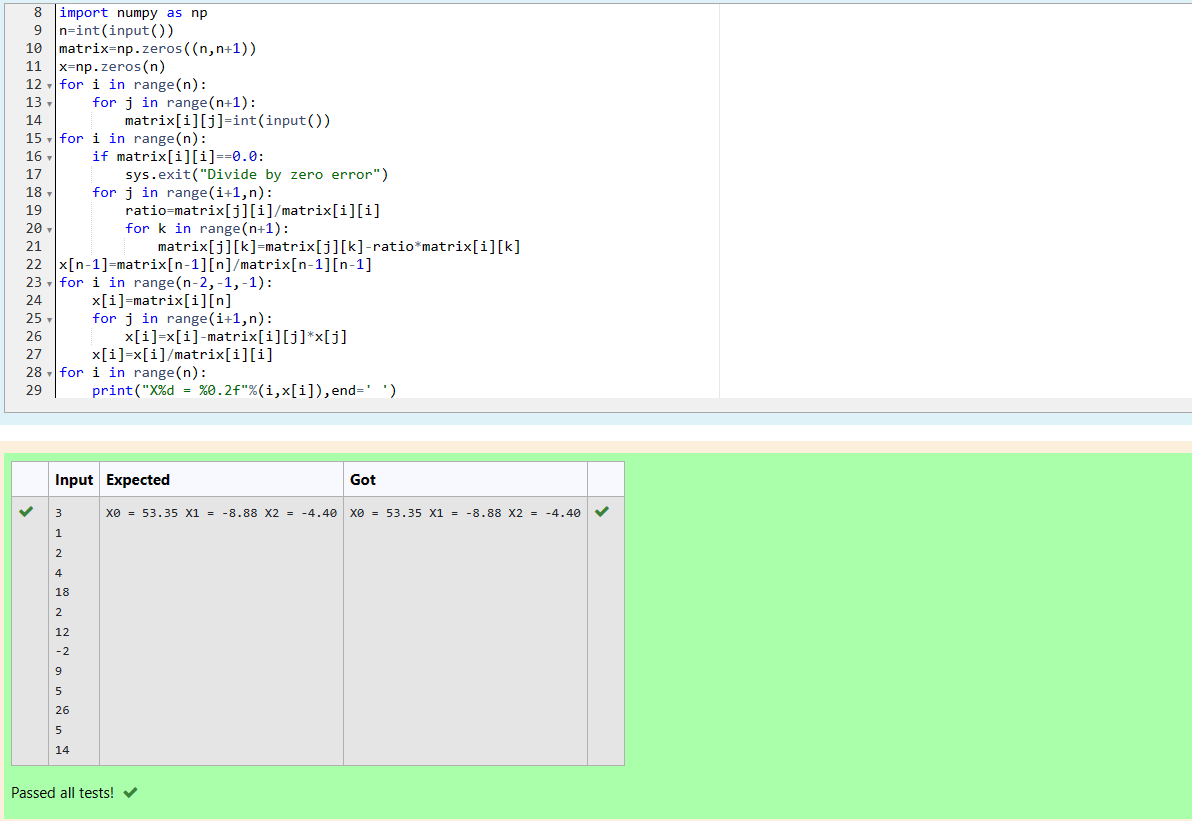 8 import numpy as np
9 n=int(input())
10 matrix=np.zeros((n,n+1))
11 x=np.zeros(n)
12 for i in range(n):
13     for j in range(n+1):
14         matrix[i][j]=int(input())
15 for i in range(n):
16     if matrix[i][i]==0.0:
17         sys.exit("Divide by zero error")
18     for j in range(i+1,n):
19         ratio=matrix[j][i]/matrix[i][i]
20         for k in range(n+1):
21             matrix[j][k]=matrix[j][k]-ratio*matrix[i][k]
22 x[n-1]=matrix[n-1][n]/matrix[n-1][n-1]
23 for i in range(n-2,-1,-1):
24     x[i]=matrix[i][n]
25     for j in range(i+1,n):
26         x[i]=x[i]-matrix[i][j]*x[j]
27     x[i]=x[i]/matrix[i][i]
28 for i in range(n):
29     print("X%d = %0.2f"%(i,x[i]),end=' ')
Input Expected Got
3 X0 = 53.35 X1 = -8.88 X2 = -4.40 X0 = 53.35 X1 = -8.88 X2 = -4.40
1
2
4
18
2
12
-2
9
5
26
5
14
Passed all tests!